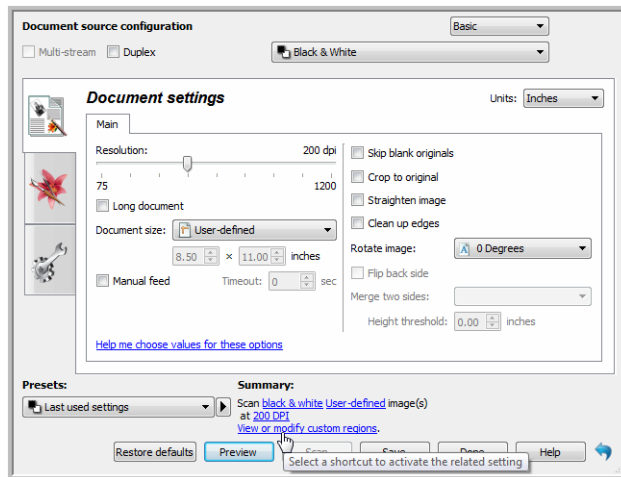 Document source configuration
Basic
Multi-stream
Duplex
Black & White
Document settings
Units: Inches
Main
Resolution: 200 dpi
75 1200
Long document
Document size: User-defined
8.50 × 11.00 inches
Manual feed Timeout: 0 sec
Help me choose values for these options
Skip blank originals
Crop to original
Straighten image
Clean up edges
Rotate image: 0 Degrees
Flip back side
Merge two sides:
Height threshold: 0.00 inches
Presets:
Last used settings
Summary:
Scan black & white User-defined image(s)
at 200 DPI
View or modify custom regions.
Restore defaults Preview Scan Save Done Help
Select a shortcut to activate the related setting